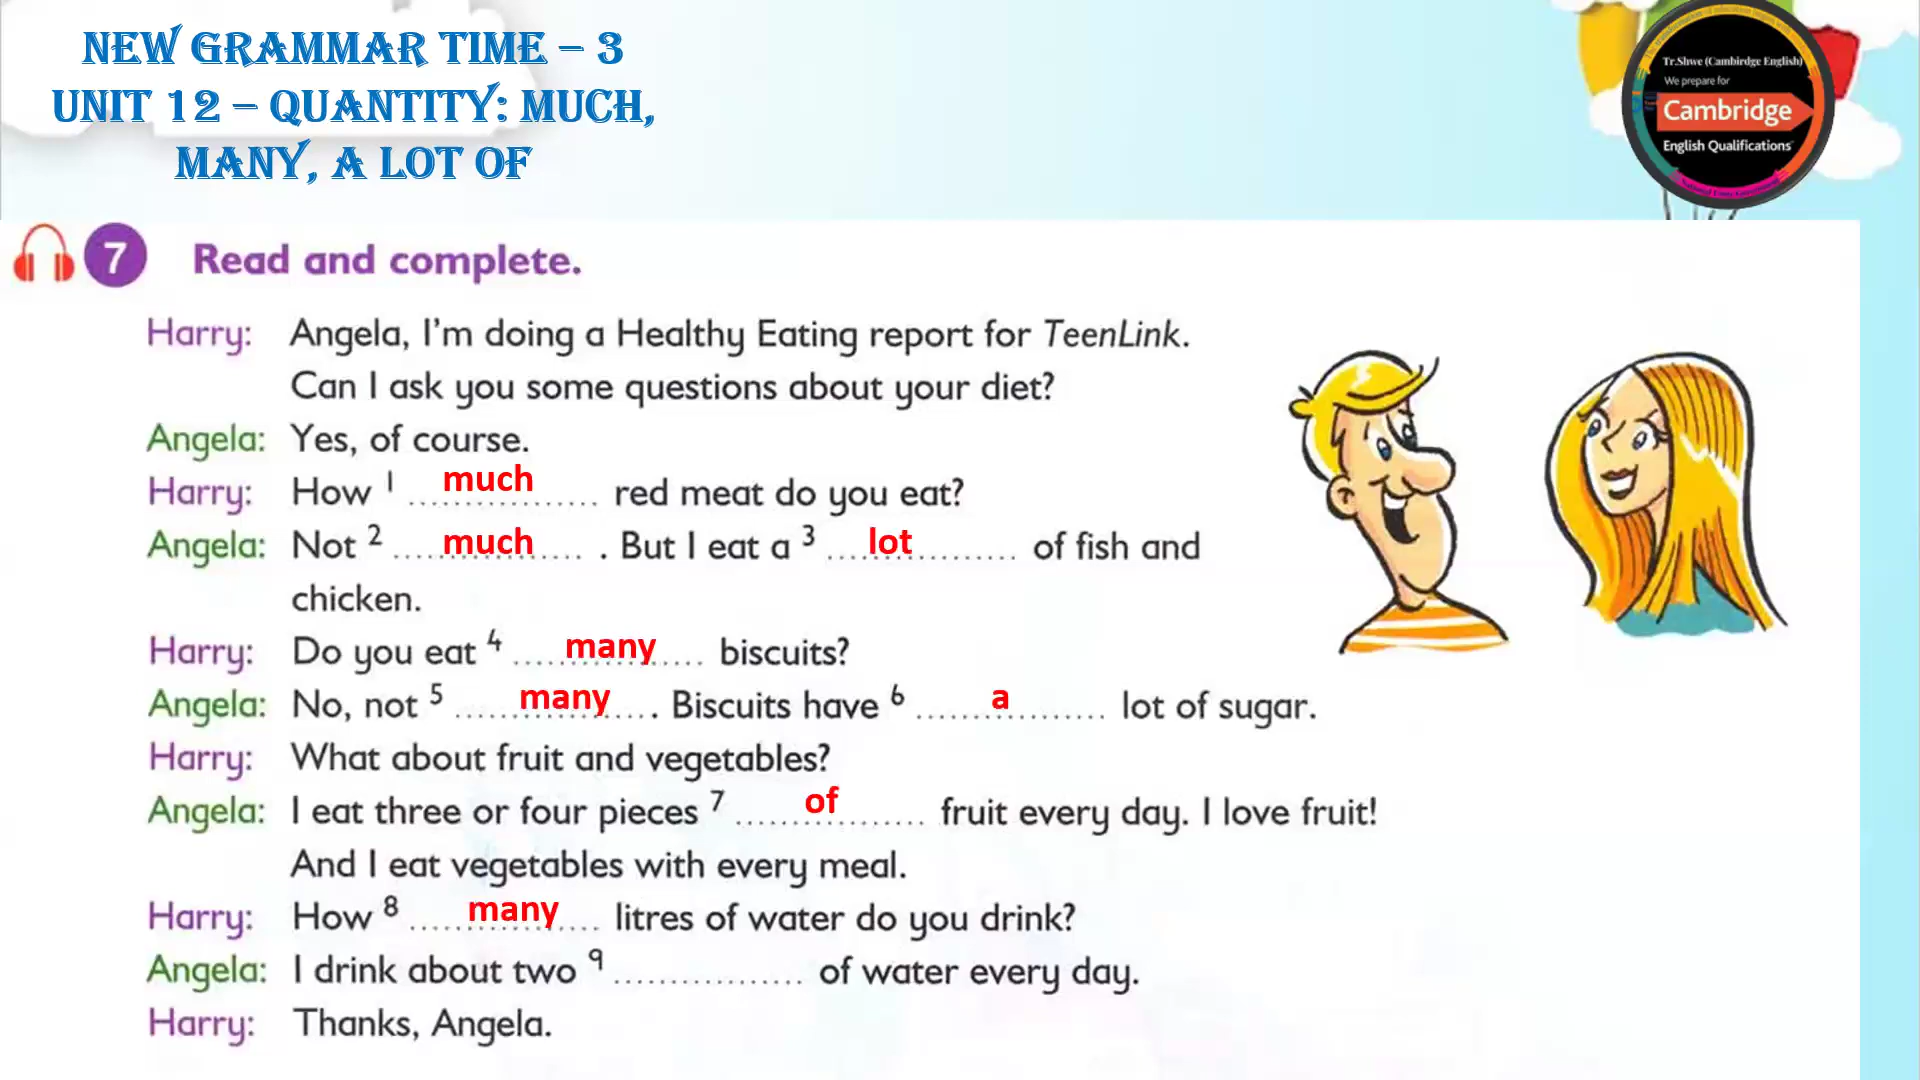 NEW GRAMMAR TIME – 3
UNIT 12 – QUANTITY: MUCH,
MANY, A LOT OF
Tr.Shwe (Cambirdge English)
We prepare for
Cambridge
English Qualifications
7 Read and complete.
Harry: Angela, I'm doing a Healthy Eating report for TeenLink.
Can I ask you some questions about your diet?
Angela: Yes, of course.
Harry: How 1 much red meat do you eat?
Angela: Not 2 much . But I eat a 3 lot of fish and
chicken.
Harry: Do you eat 4 many biscuits?
Angela: No, not 5 many . Biscuits have 6 a lot of sugar.
Harry: What about fruit and vegetables?
Angela: I eat three or four pieces 7 of fruit every day. I love fruit!
And I eat vegetables with every meal.
Harry: How 8 many litres of water do you drink?
Angela: I drink about two 9 ................ of water every day.
Harry: Thanks, Angela.